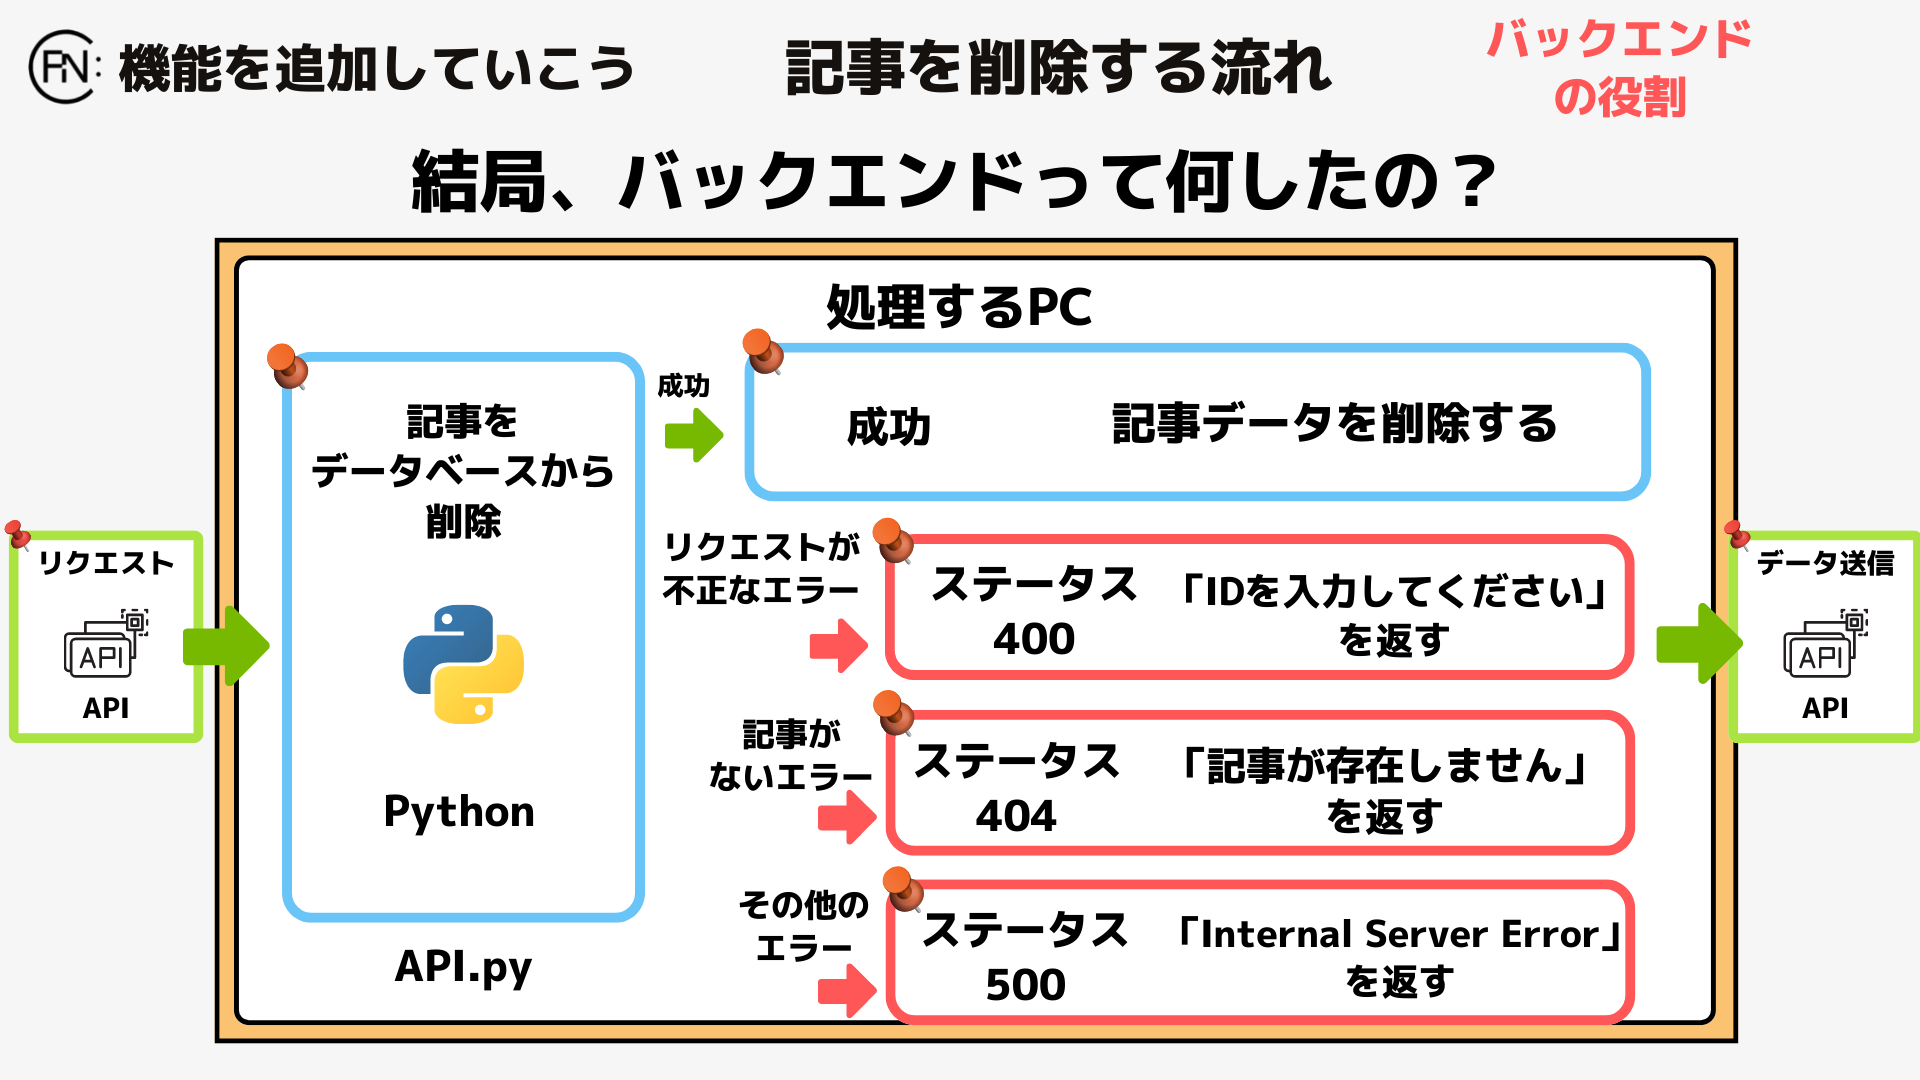 FiN:
機能を追加していこう
記事を削除する流れ
バックエンド
の役割
結局、バックエンドって何したの？
処理するPC
リクエスト
API
API
記事を
データベースから
削除
Python
API.py
成功
成功
記事データを削除する
リクエストが
不正なエラー
ステータス
400
「IDを入力してください」
を返す
記事が
ないエラー
ステータス
404
「記事が存在しません」
を返す
その他の
エラー
ステータス
500
「Internal Server Error」
を返す
データ送信
API
API